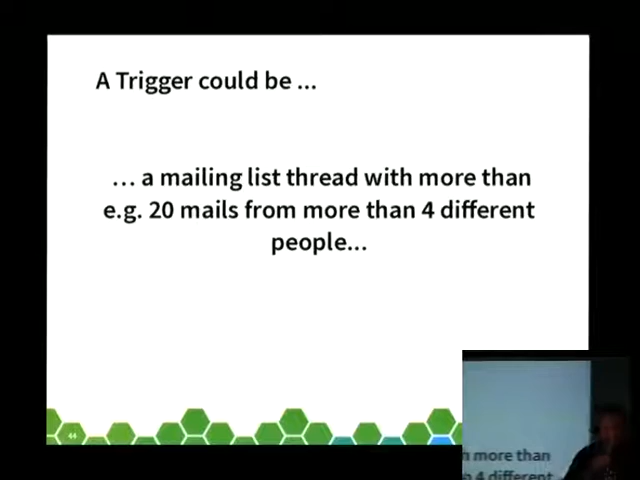 A Trigger could be ...
... a mailing list thread with more than
e.g. 20 mails from more than 4 different
people...
44
more than
4 different